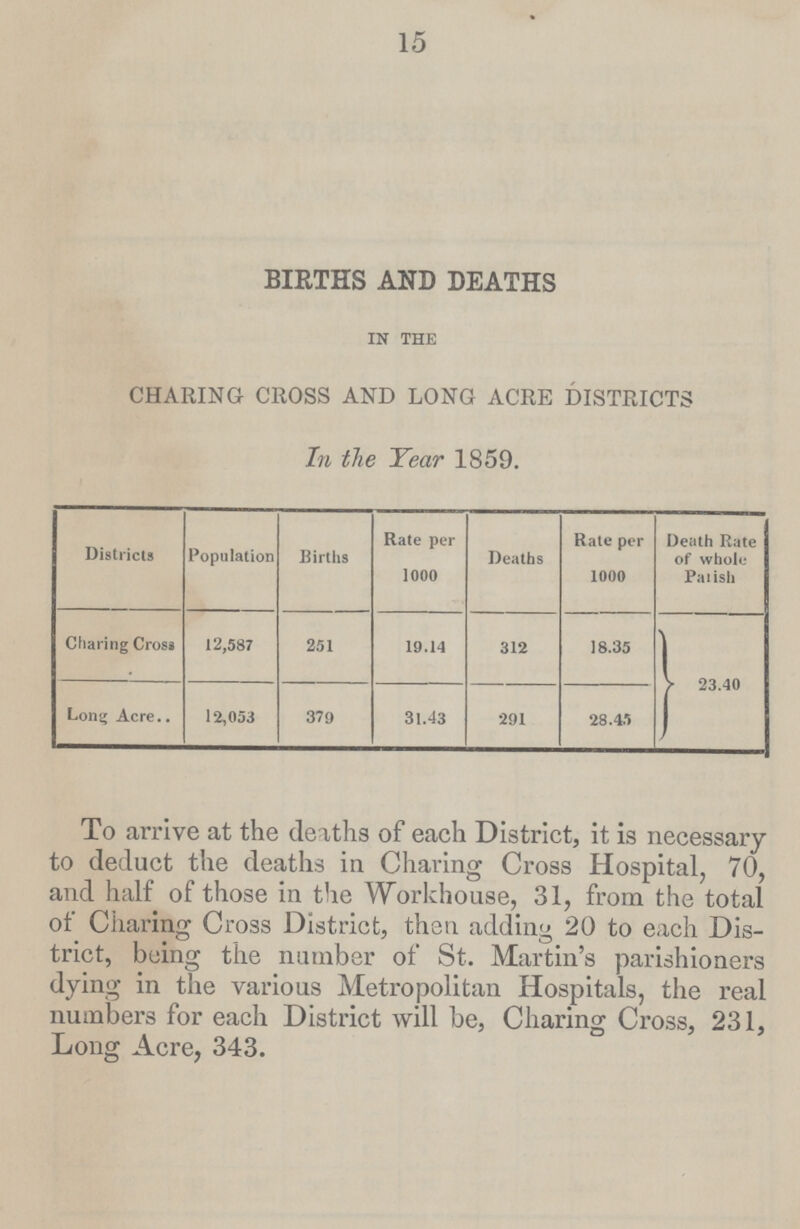 15
BIRTHS AND DEATHS
IN THE
CHARING CROSS AND LONG ACRE DISTRICTS
In the Year 1859.
Districts Population Births Rate per 1000 Deaths Rate per 1000 Death Rate of whole Parish
Charing Cross 12,587 251 19.14 312 18.35
23.40
Long Acre.. 12,053 379 31.43 291 28.45
To arrive at the deaths of each District, it is necessary
to deduct the deaths in Charing Cross Hospital, 70,
and half of those in the Workhouse, 31, from the total
of Charing Cross District, then adding 20 to each Dis-
trict, being the number of St. Martin's parishioners
dying in the various Metropolitan Hospitals, the real
numbers for each District will be, Charing Cross, 231,
Long Acre, 343.